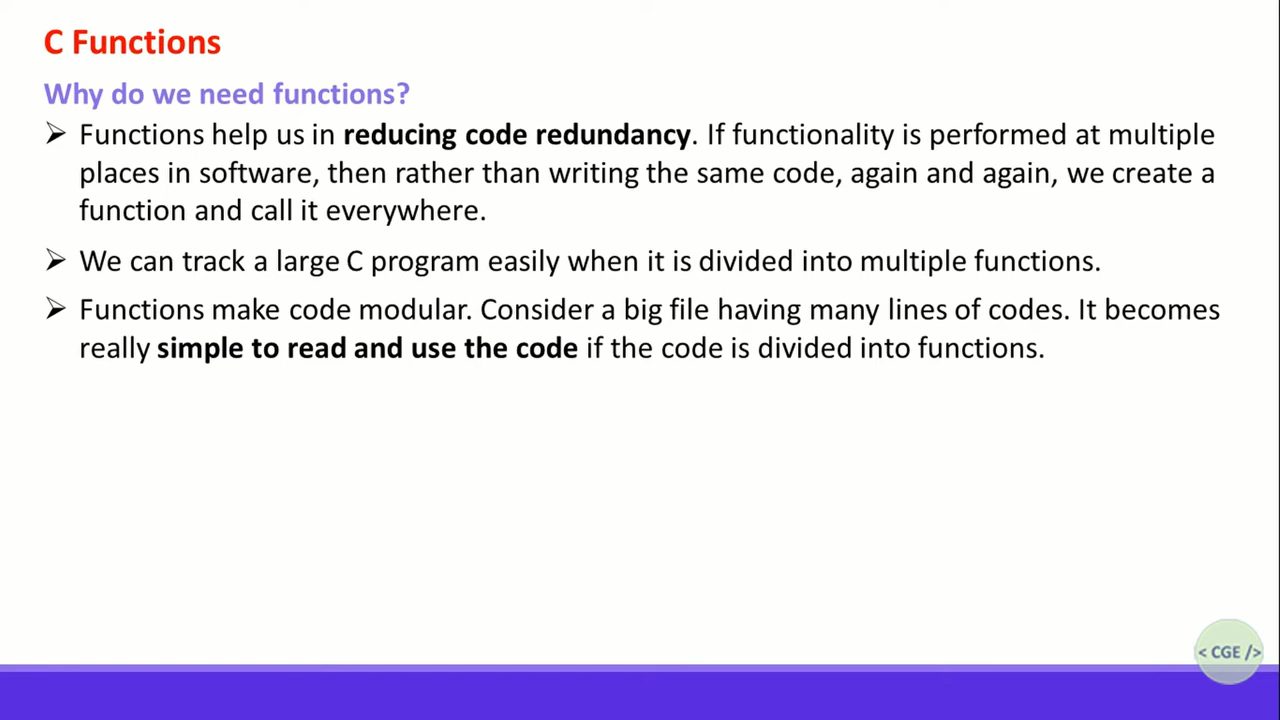 C Functions
Why do we need functions?
➢ Functions help us in reducing code redundancy. If functionality is performed at multiple
places in software, then rather than writing the same code, again and again, we create a
function and call it everywhere.
➢ We can track a large C program easily when it is divided into multiple functions.
➢ Functions make code modular. Consider a big file having many lines of codes. It becomes
really simple to read and use the code if the code is divided into functions.
< CGE />